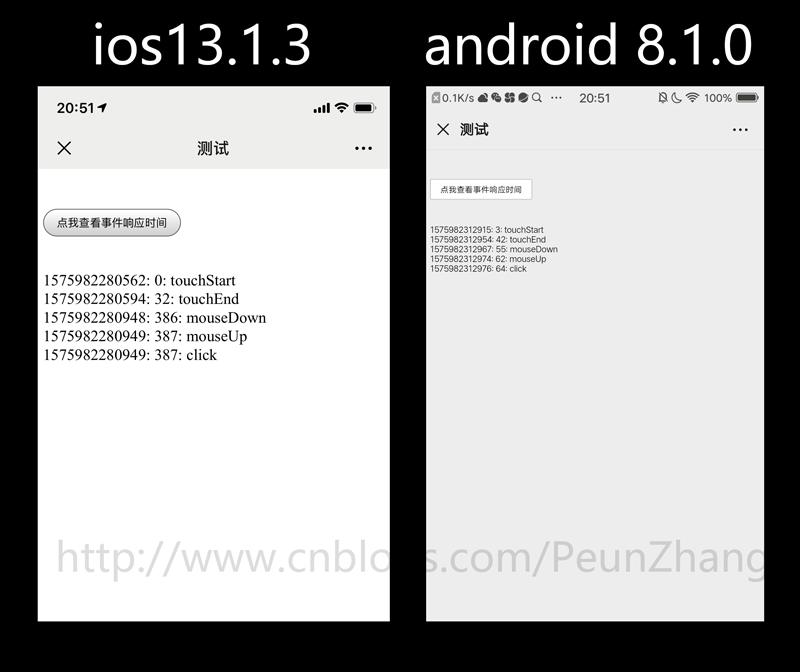 ios13.1.3
android 8.1.0
20:51
测试
点我查看事件响应时间
1575982280562: 0: touchStart
1575982280594: 32: touchEnd
1575982280948: 386: mouseDown
1575982280949: 387: mouseUp
1575982280949: 387: click
0.1K/s
20:51
100%
测试
点我查看事件响应时间
1575982312915: 3: touchStart
1575982312954: 42: touchEnd
1575982312967: 55: mouseDown
1575982312974: 62: mouseUp
1575982312976: 64: click
http://www.cnblogs.com/PeunZhang